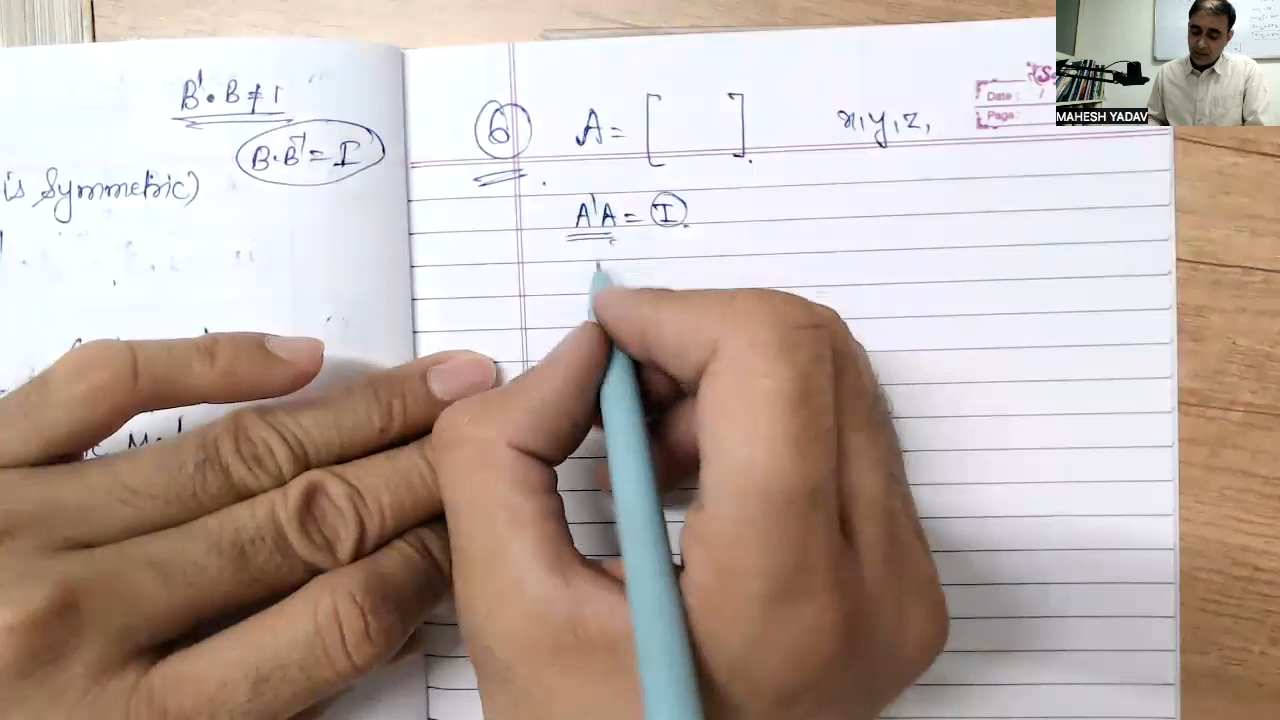 B'·B ≠ I
B·B' = I
is Symmetric)
6 A = [ ]. x,y,z,
Date : /
Page:
A'A = I.
MAHESH YADAV